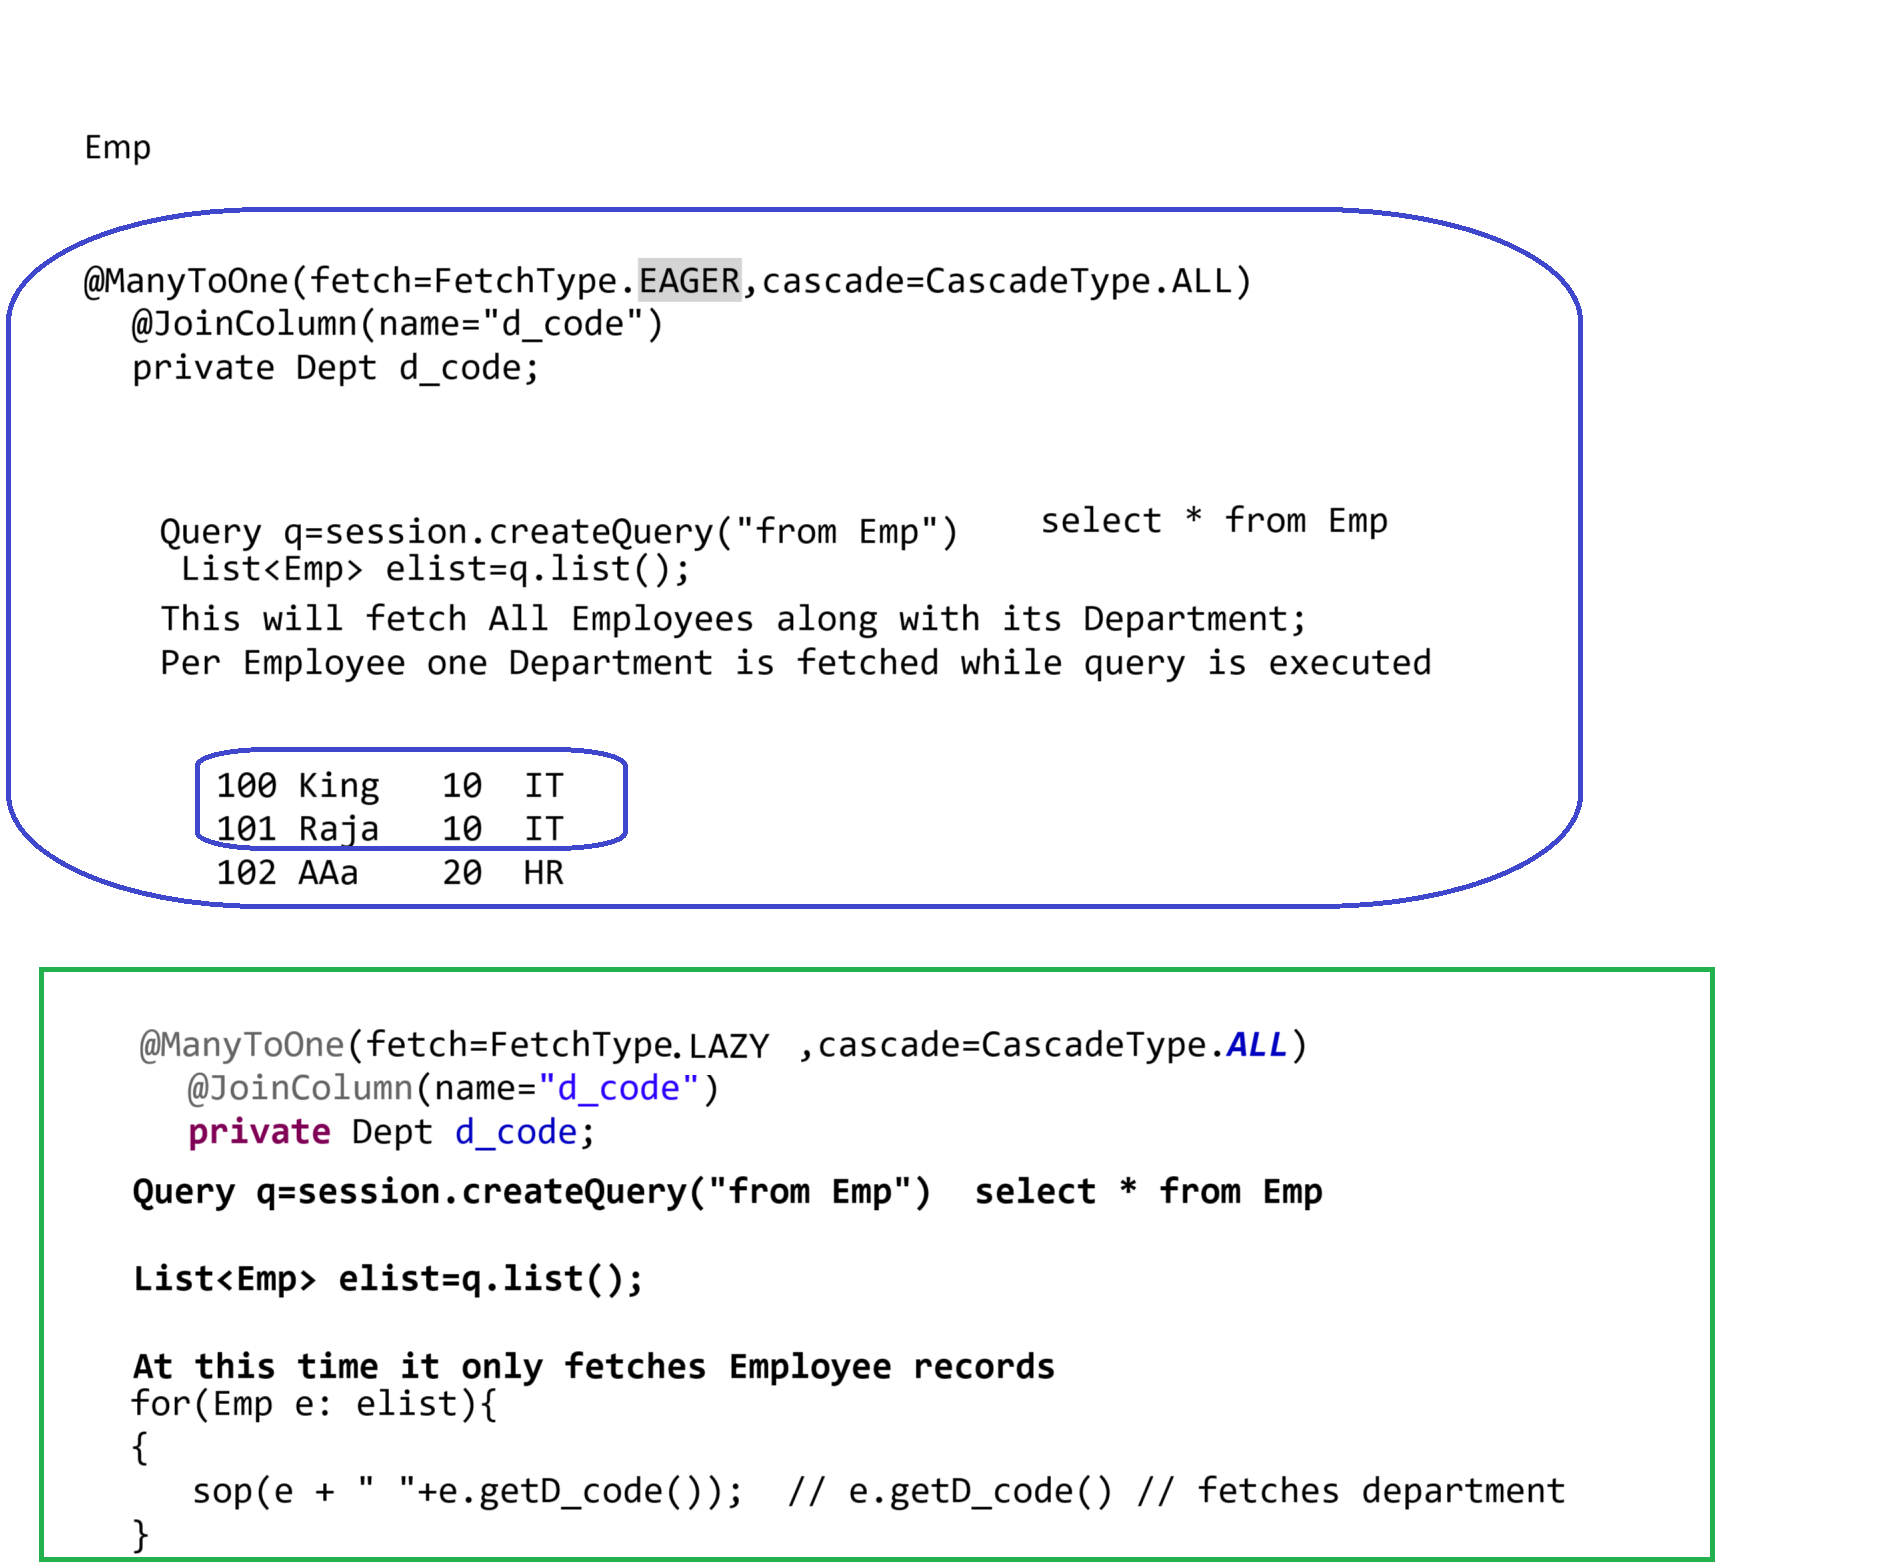 Emp
@ManyToOne(fetch=FetchType.EAGER,cascade=CascadeType.ALL)
@JoinColumn(name="d_code")
private Dept d_code;
Query q=session.createQuery("from Emp") select * from Emp
List<Emp> elist=q.list();
This will fetch All Employees along with its Department;
Per Employee one Department is fetched while query is executed
100 King 10 IT
101 Raja 10 IT
102 AAa 20 HR
@ManyToOne(fetch=FetchType.LAZY ,cascade=CascadeType.ALL)
@JoinColumn(name="d_code")
private Dept d_code;
Query q=session.createQuery("from Emp") select * from Emp
List<Emp> elist=q.list();
At this time it only fetches Employee records
for(Emp e: elist){
{
sop(e + " "+e.getD_code()); // e.getD_code() // fetches department
}